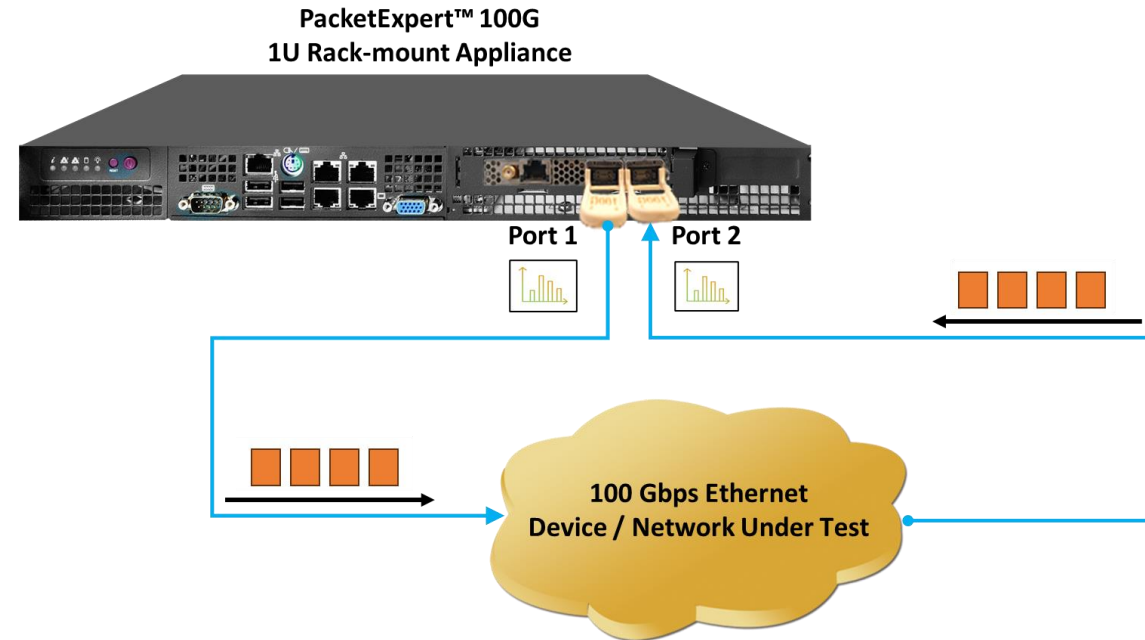 PacketExpert™ 100G
1U Rack-mount Appliance
Port 1
Port 2
100 Gbps Ethernet
Device / Network Under Test